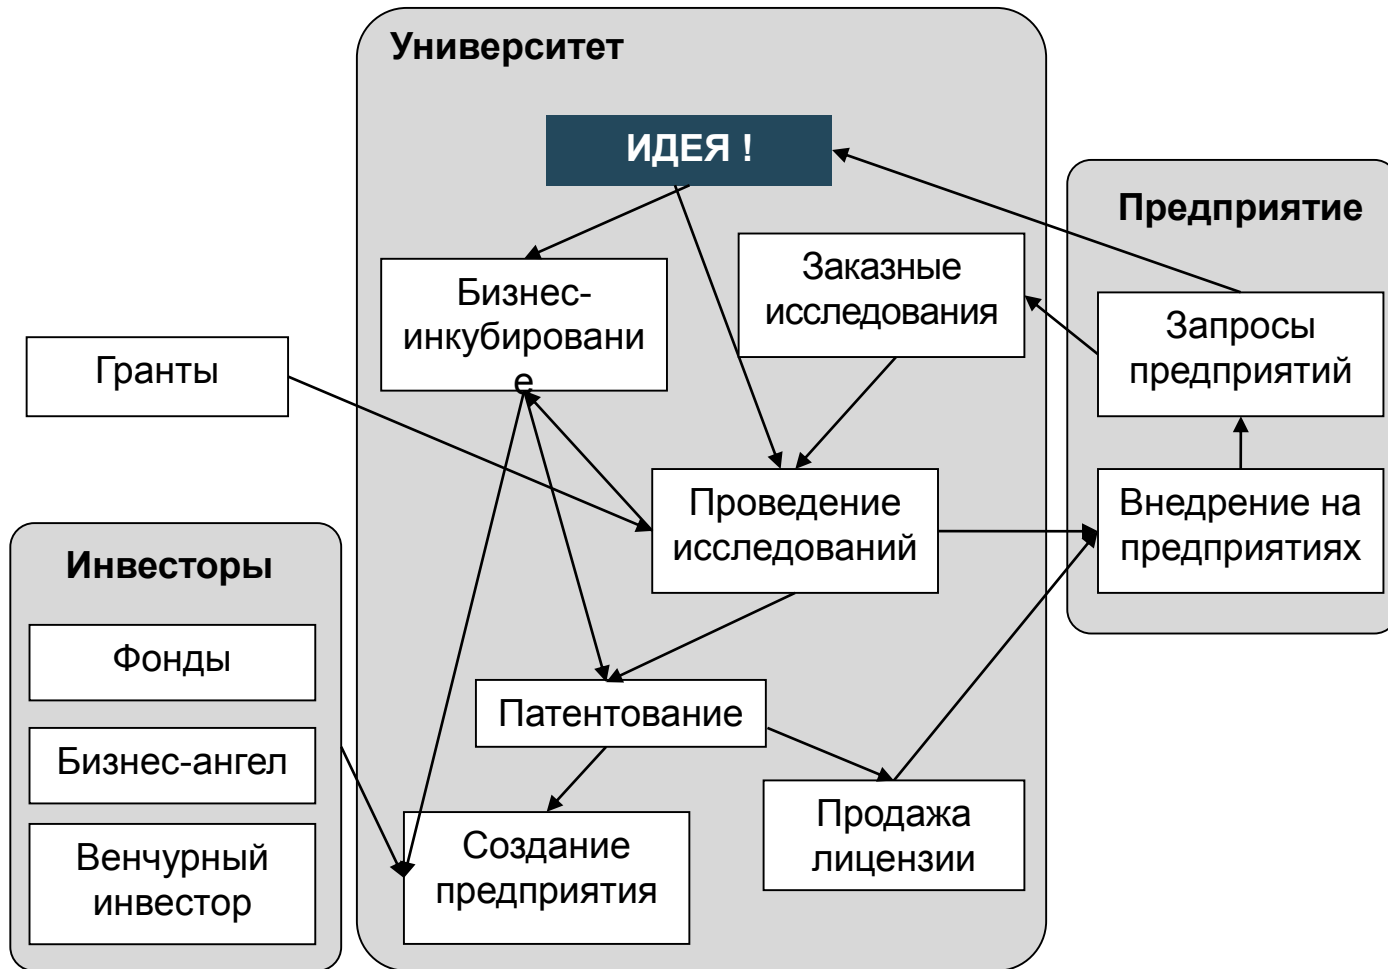 Университет
ИДЕЯ !
Предприятие
Бизнес-
инкубировани
е
Заказные
исследования
Запросы
предприятий
Гранты
Проведение
исследований
Внедрение на
предприятиях
Инвесторы
Фонды
Бизнес-ангел
Венчурный
инвестор
Патентование
Создание
предприятия
Продажа
лицензии